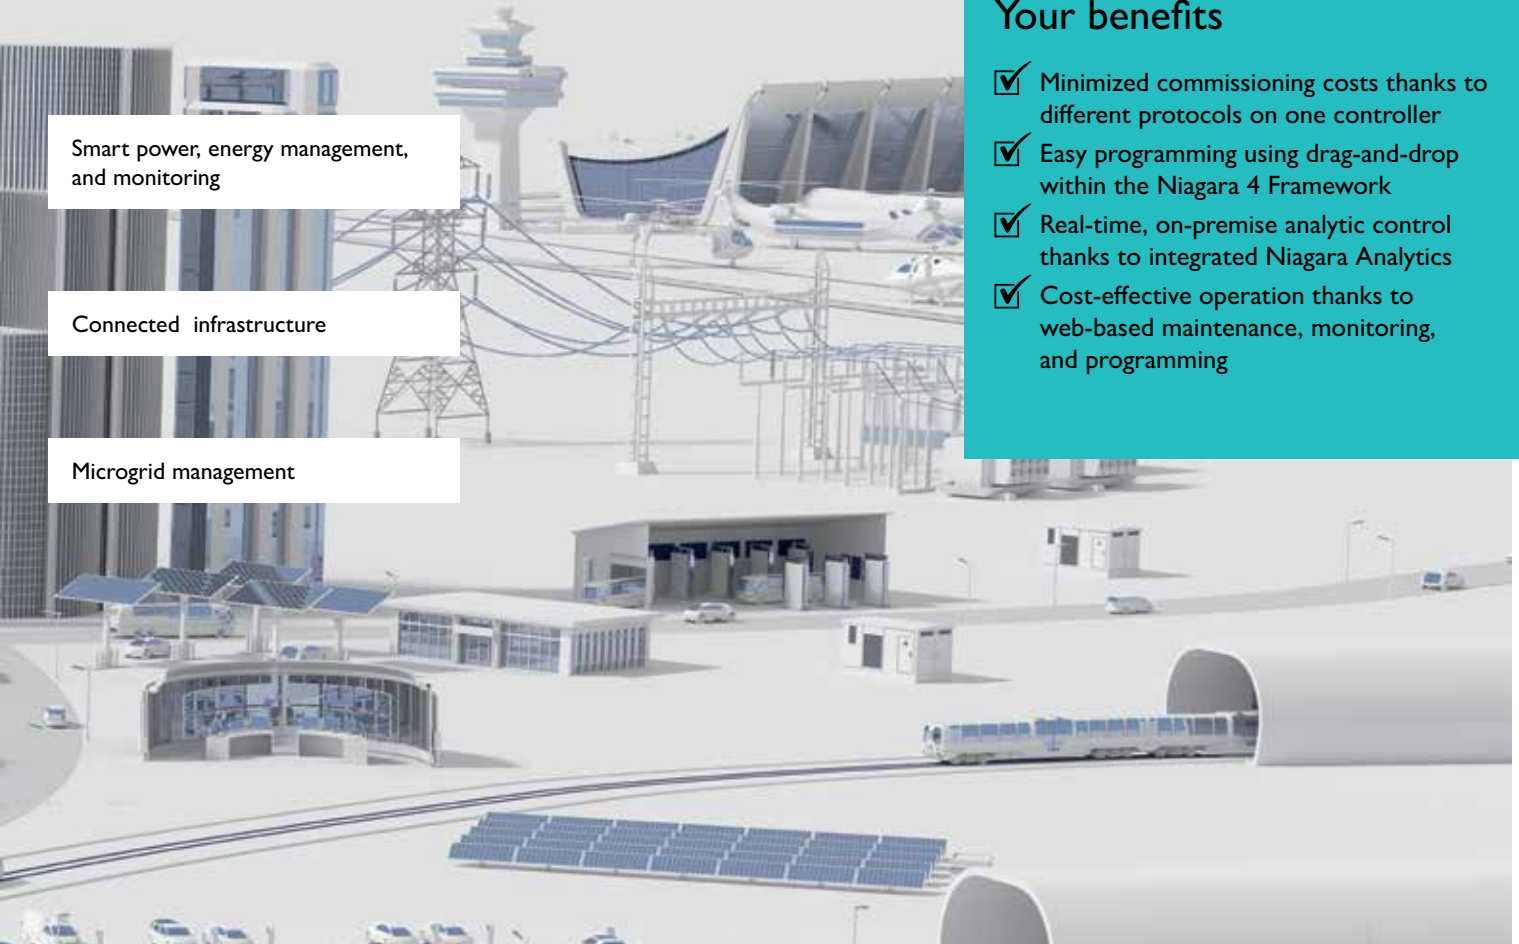 Your benefits
Minimized commissioning costs thanks to
different protocols on one controller
Easy programming using drag-and-drop
within the Niagara 4 Framework
Real-time, on-premise analytic control
thanks to integrated Niagara Analytics
Cost-effective operation thanks to
web-based maintenance, monitoring,
and programming
Smart power, energy management,
and monitoring
Connected infrastructure
Microgrid management